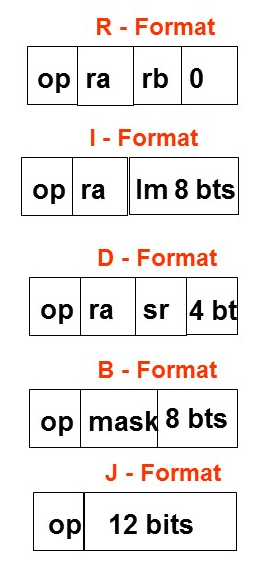 R - Format
op ra rb 0
I - Format
op ra Im 8 bts
D - Format
op ra sr 4 bt
B - Format
op mask 8 bts
J - Format
op 12 bits